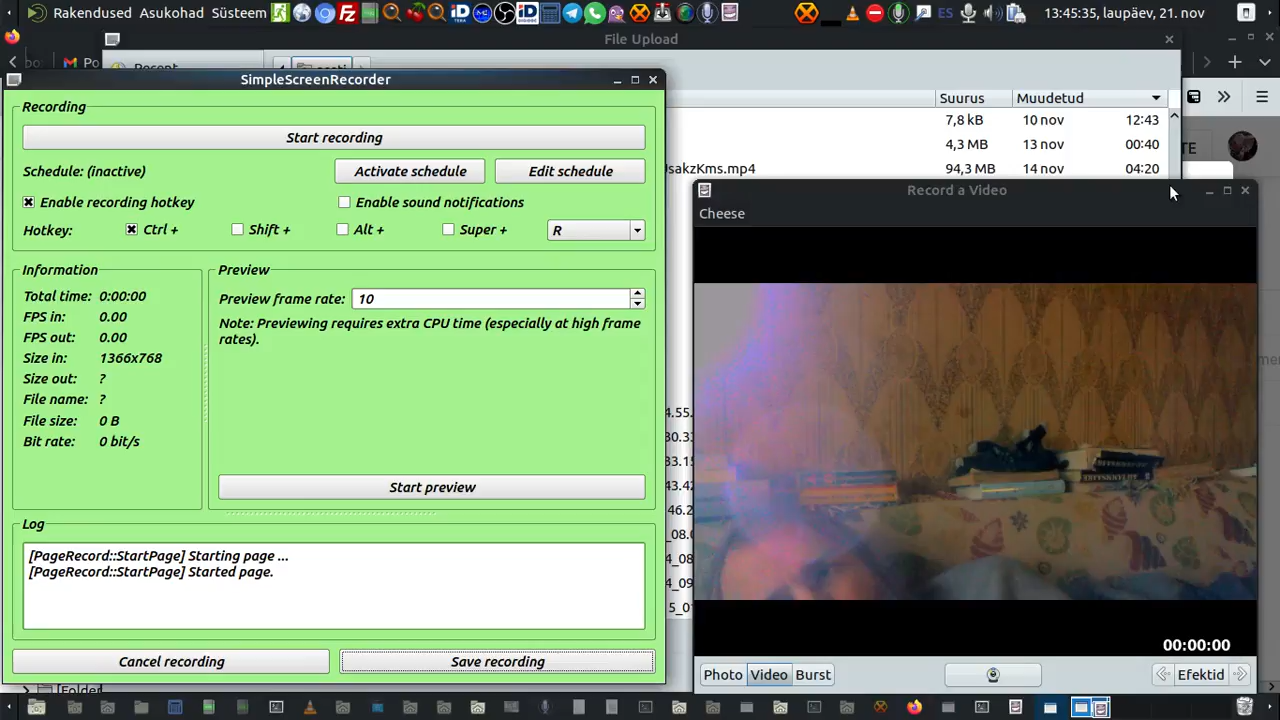 Rakendused Asukohad Süsteem
ES
13:45:35, laupäev, 21. nov
File Upload
Recent
SimpleScreenRecorder
Recording
Start recording
Schedule: (inactive)
Activate schedule
Edit schedule
Enable recording hotkey
Enable sound notifications
Hotkey:
Ctrl +
Shift +
Alt +
Super +
R
Information
Total time: 0:00:00
FPS in: 0.00
FPS out: 0.00
Size in: 1366x768
Size out: ?
File name: ?
File size: 0 B
Bit rate: 0 bit/s
Preview
Preview frame rate: 10
Note: Previewing requires extra CPU time (especially at high frame
rates).
Start preview
Log
[PageRecord::StartPage] Starting page ...
[PageRecord::StartPage] Started page.
Cancel recording
Save recording
Suurus
Muudetud
7,8 kB 10 nov 12:43
4,3 MB 13 nov 00:40
UsakzKms.mp4 94,3 MB 14 nov 04:20
Record a Video
Cheese
00:00:00
Photo
Video
Burst
Efektid
[Folder